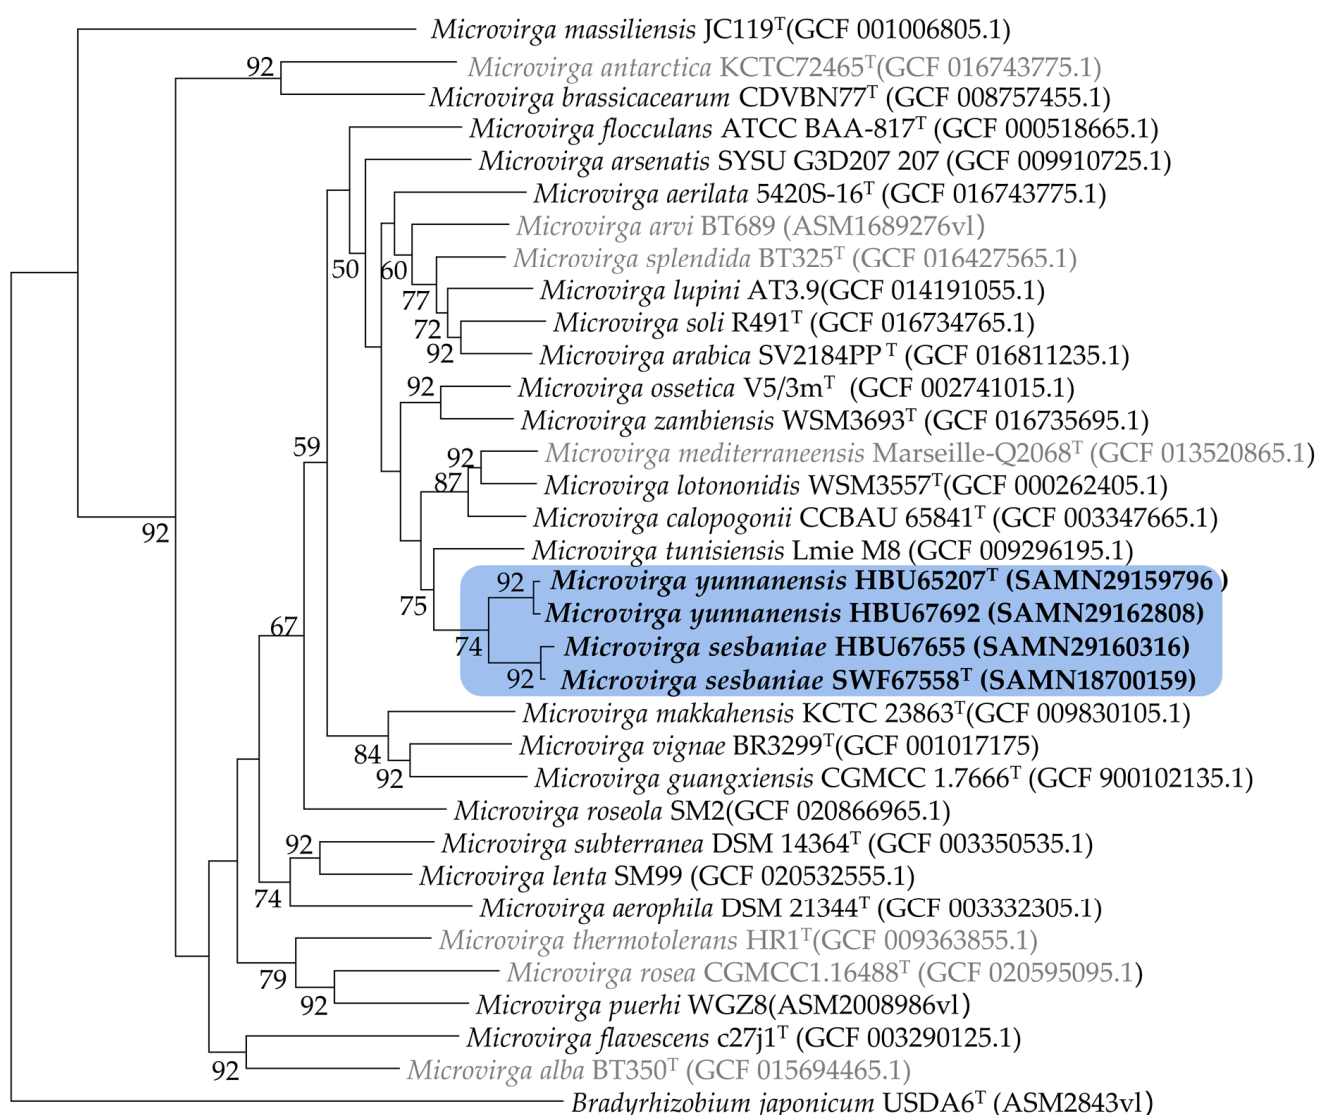 Microvirga massiliensis JC119ᵀ(GCF 001006805.1)
92
Microvirga antarctica KCTC72465ᵀ(GCF 016743775.1)
Microvirga brassicacearum CDVBN77ᵀ (GCF 008757455.1)
Microvirga flocculans ATCC BAA-817ᵀ (GCF 000518665.1)
Microvirga arsenatis SYSU G3D207 207 (GCF 009910725.1)
Microvirga aerilata 5420S-16ᵀ (GCF 016743775.1)
Microvirga arvi BT689 (ASM1689276vl)
Microvirga splendida BT325ᵀ (GCF 016427565.1)
50
60
77
Microvirga lupini AT3.9(GCF 014191055.1)
Microvirga soli R491ᵀ (GCF 016734765.1)
72
92
Microvirga arabica SV2184PP ᵀ (GCF 016811235.1)
92
Microvirga ossetica V5/3mᵀ (GCF 002741015.1)
Microvirga zambiensis WSM3693ᵀ (GCF 016735695.1)
59
Microvirga mediterraneensis Marseille-Q2068ᵀ (GCF 013520865.1)
92
87
Microvirga lotononidis WSM3557ᵀ(GCF 000262405.1)
Microvirga calopogonii CCBAU 65841ᵀ (GCF 003347665.1)
92
Microvirga tunisiensis Lmie M8 (GCF 009296195.1)
92
Microvirga yunnanensis HBU65207ᵀ (SAMN29159796 )
75
Microvirga yunnanensis HBU67692 (SAMN29162808)
67
74
Microvirga sesbaniae HBU67655 (SAMN29160316)
92
Microvirga sesbaniae SWF67558ᵀ (SAMN18700159)
Microvirga makkahensis KCTC 23863ᵀ(GCF 009830105.1)
84
Microvirga vignae BR3299ᵀ(GCF 001017175)
92
Microvirga guangxiensis CGMCC 1.7666ᵀ (GCF 900102135.1)
Microvirga roseola SM2(GCF 020866965.1)
92
Microvirga subterranea DSM 14364ᵀ (GCF 003350535.1)
Microvirga lenta SM99 (GCF 020532555.1)
74
Microvirga aerophila DSM 21344ᵀ (GCF 003332305.1)
Microvirga thermotolerans HR1ᵀ(GCF 009363855.1)
79
Microvirga rosea CGMCC1.16488ᵀ (GCF 020595095.1)
92
Microvirga puerhi WGZ8(ASM2008986vl)
Microvirga flavescens c27j1ᵀ (GCF 003290125.1)
92
Microvirga alba BT350ᵀ (GCF 015694465.1)
Bradyrhizobium japonicum USDA6ᵀ (ASM2843vl)